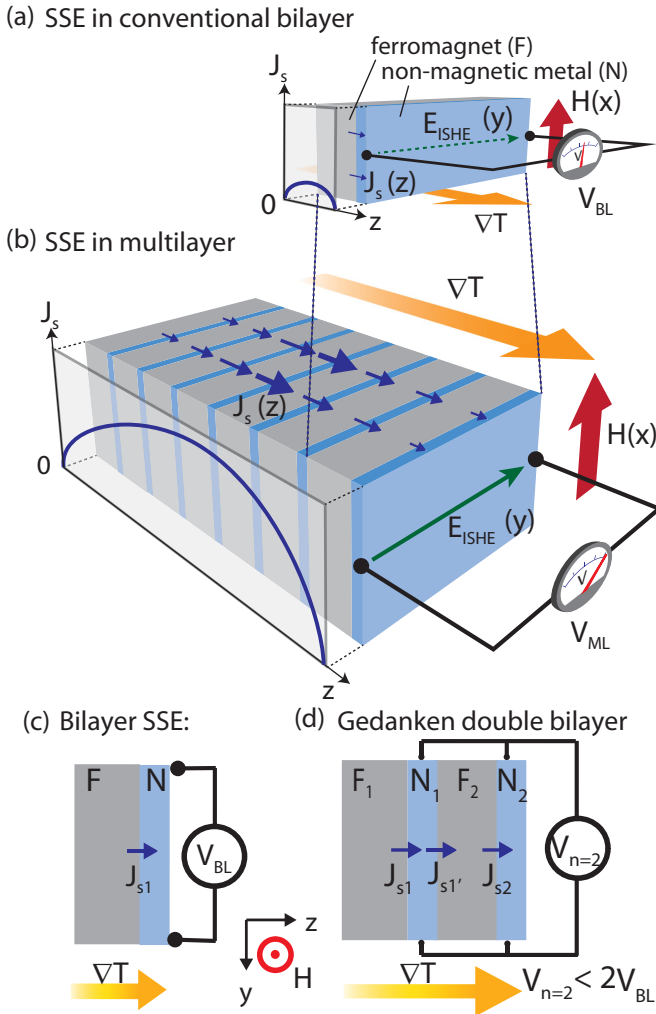 (a) SSE in conventional bilayer
ferromagnet (F)
non-magnetic metal (N)
J_s
H(x)
E_ISHE (y)
V
J_s(z)
0
z
∇T
V_BL
(b) SSE in multilayer
∇T
J_s
J_s(z)
H(x)
0
E_ISHE (y)
V
V_ML
z
(c) Bilayer SSE:
F N
V_BL
J_s1
z
H
y
∇T
(d) Gedanken double bilayer
F_1 N_1 F_2 N_2
V_n=2
J_s1 J_s1' J_s2
∇T
V_n=2 < 2V_BL